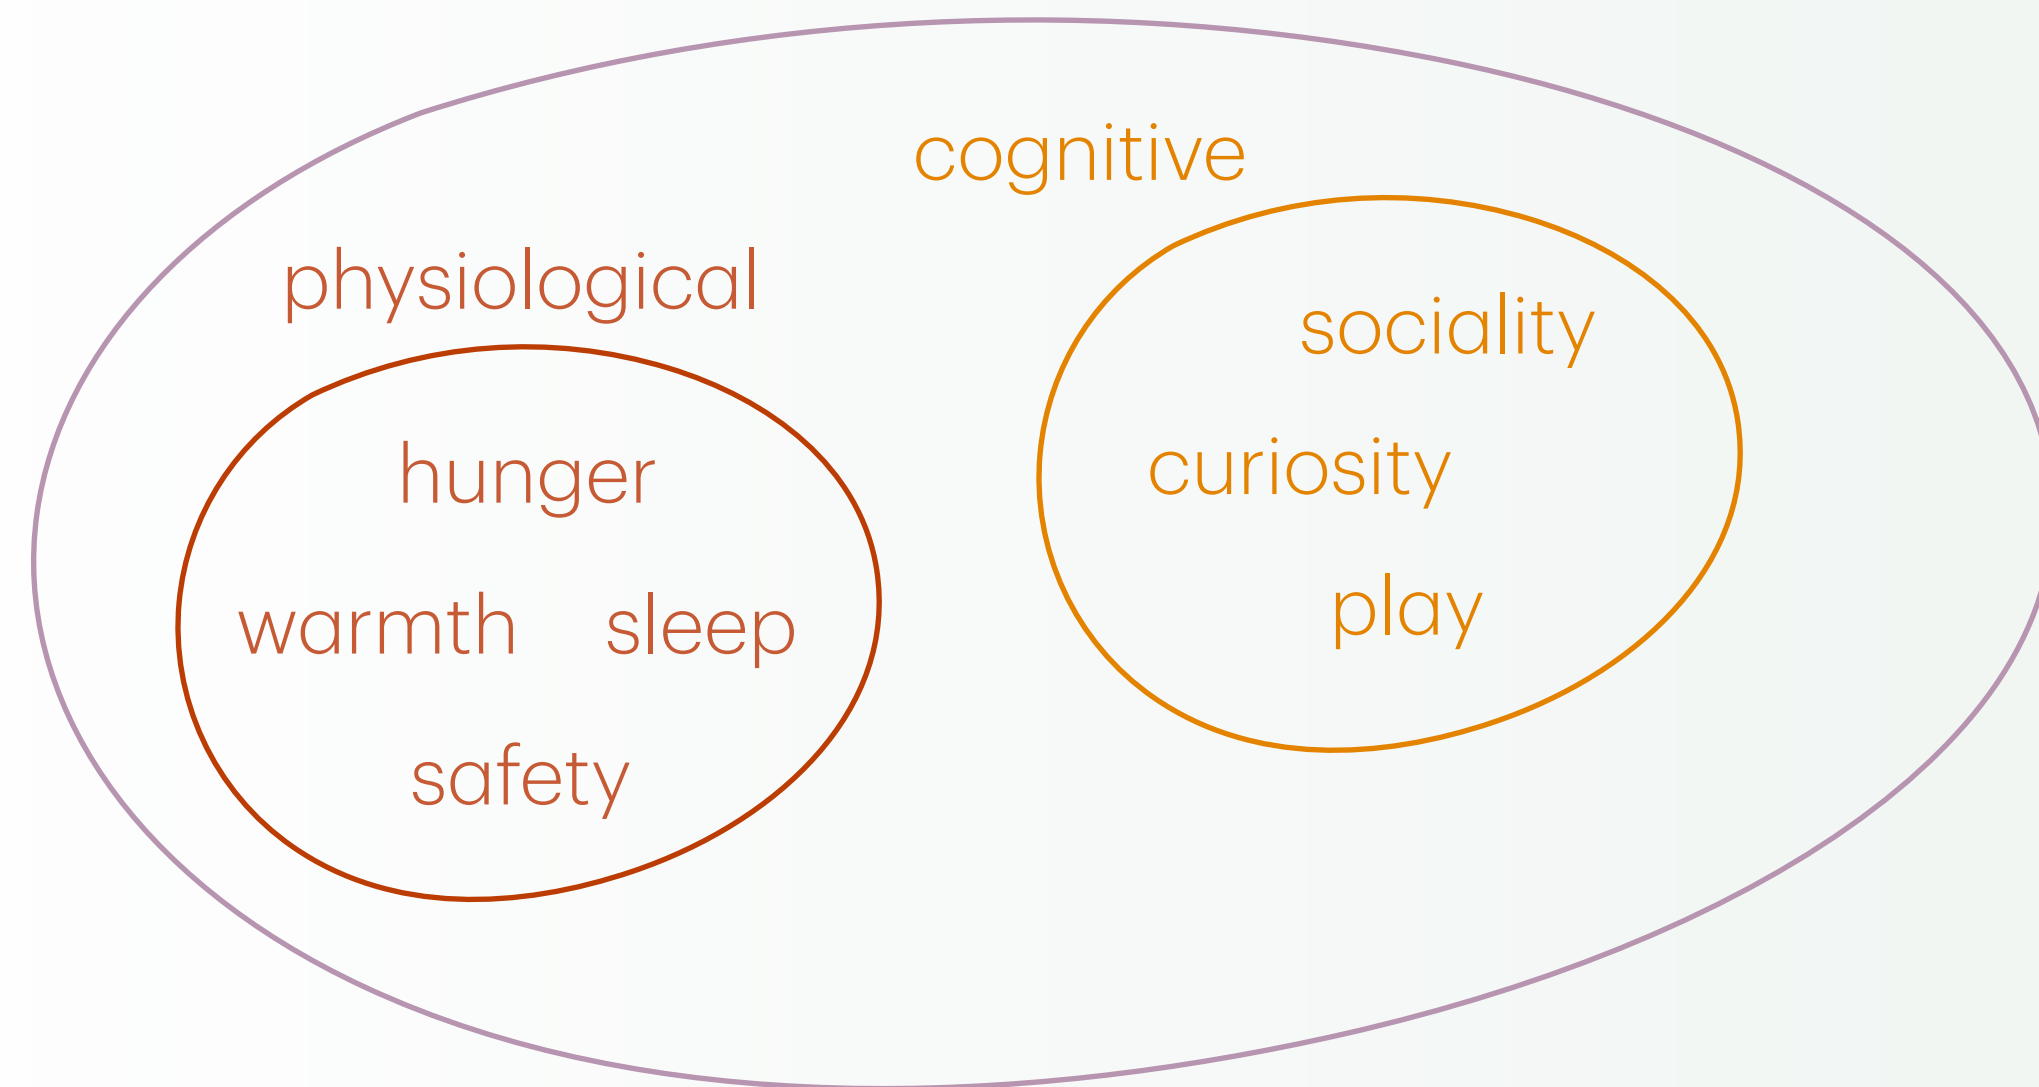 cognitive
physiological
sociality
curiosity
play
hunger
warmth sleep
safety